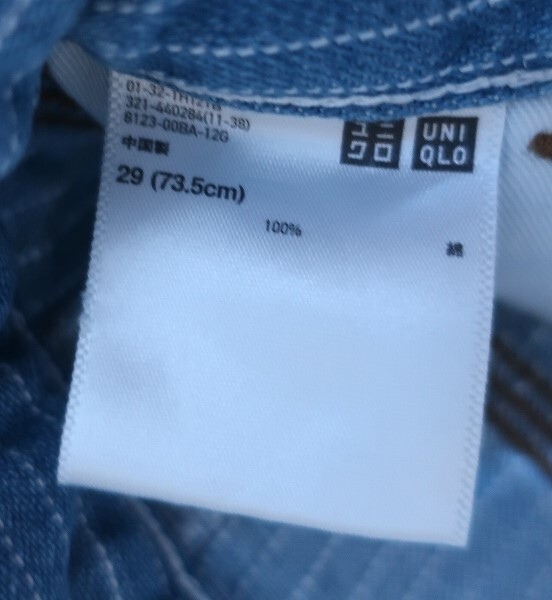 321-440284(11-38)
8123-00BA-12G
中国製
29 (73.5cm)
100%
綿
ユニ
クロ
UNI
QLO